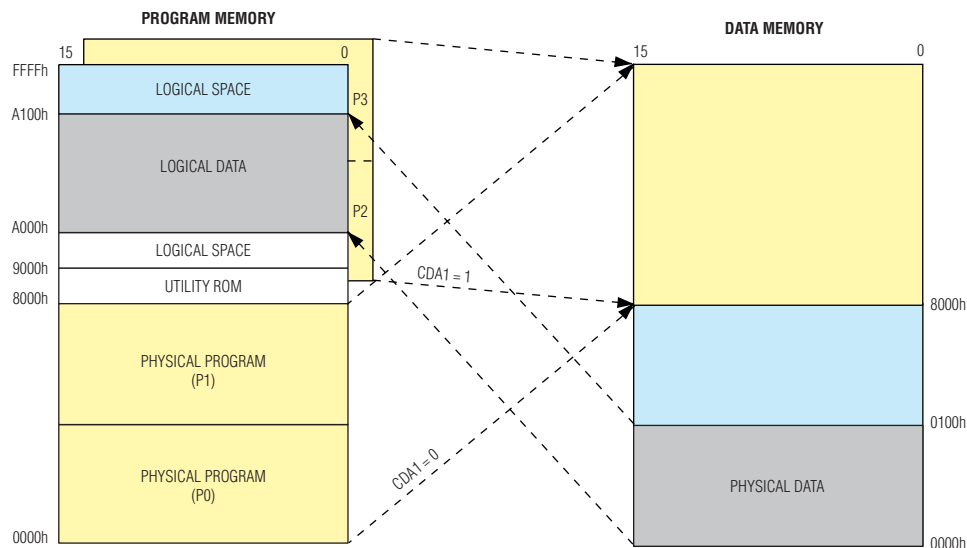 PROGRAM MEMORY
DATA MEMORY
15
0
15
0
FFFFh
LOGICAL SPACE
P3
A100h
LOGICAL DATA
P2
A000h
LOGICAL SPACE
9000h
UTILITY ROM
CDA1 = 1
8000h
8000h
PHYSICAL PROGRAM
(P1)
0100h
CDA1 = 0
PHYSICAL PROGRAM
(P0)
PHYSICAL DATA
0000h
0000h